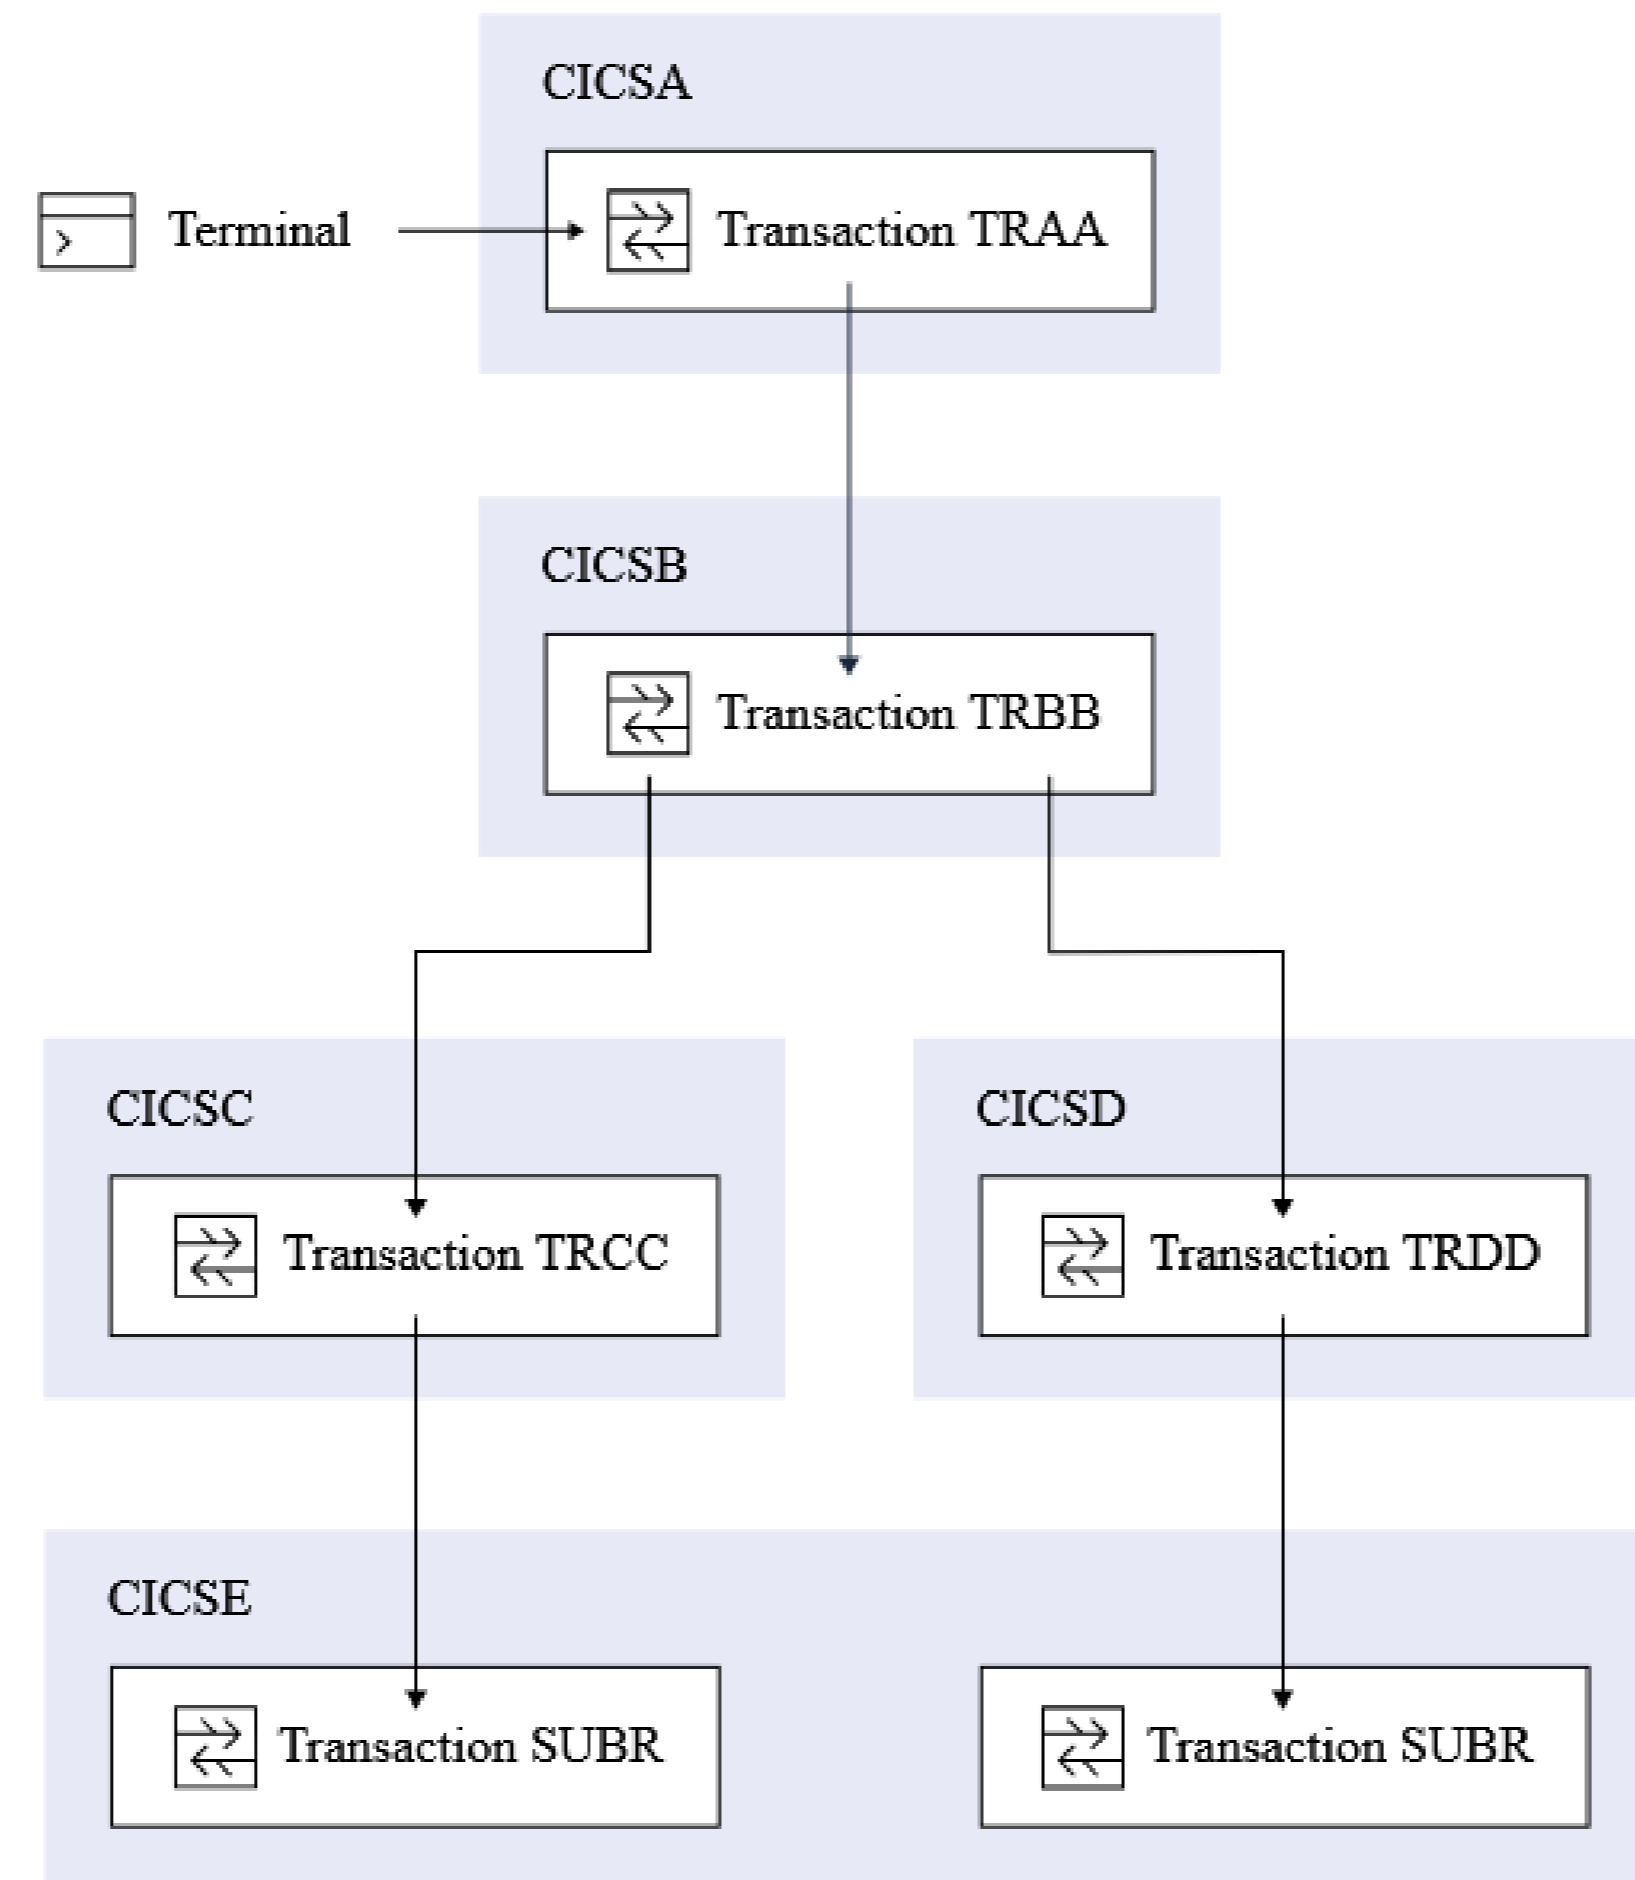 CICSA
Terminal
Transaction TRAA
CICSB
Transaction TRBB
CICSC
Transaction TRCC
CICSD
Transaction TRDD
CICSE
Transaction SUBR
Transaction SUBR